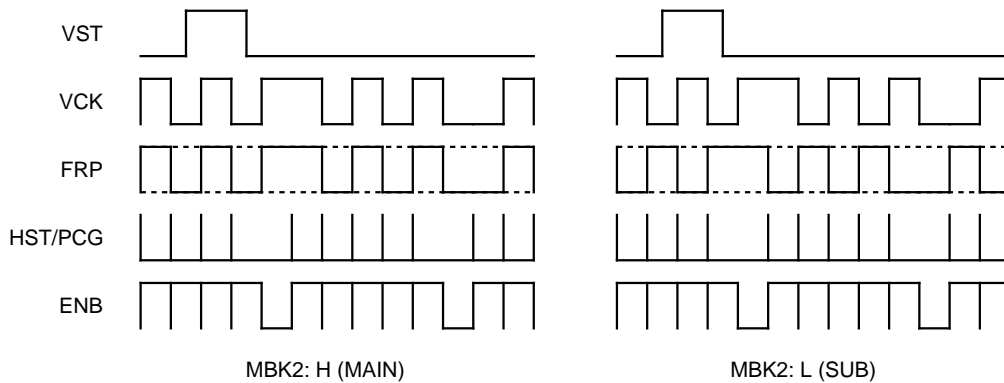 VST
VCK
FRP
HST/PCG
ENB
MBK2: H (MAIN)
MBK2: L (SUB)